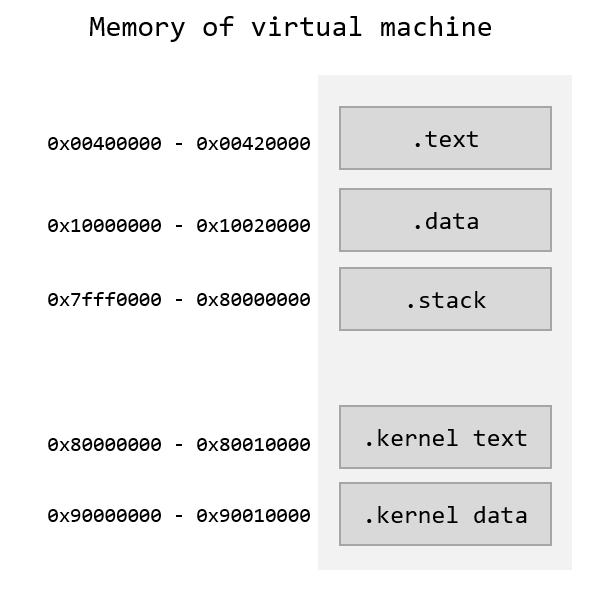 Memory of virtual machine
0x00400000 - 0x00420000 .text
0x10000000 - 0x10020000 .data
0x7fff0000 - 0x80000000 .stack
0x80000000 - 0x80010000 .kernel text
0x90000000 - 0x90010000 .kernel data